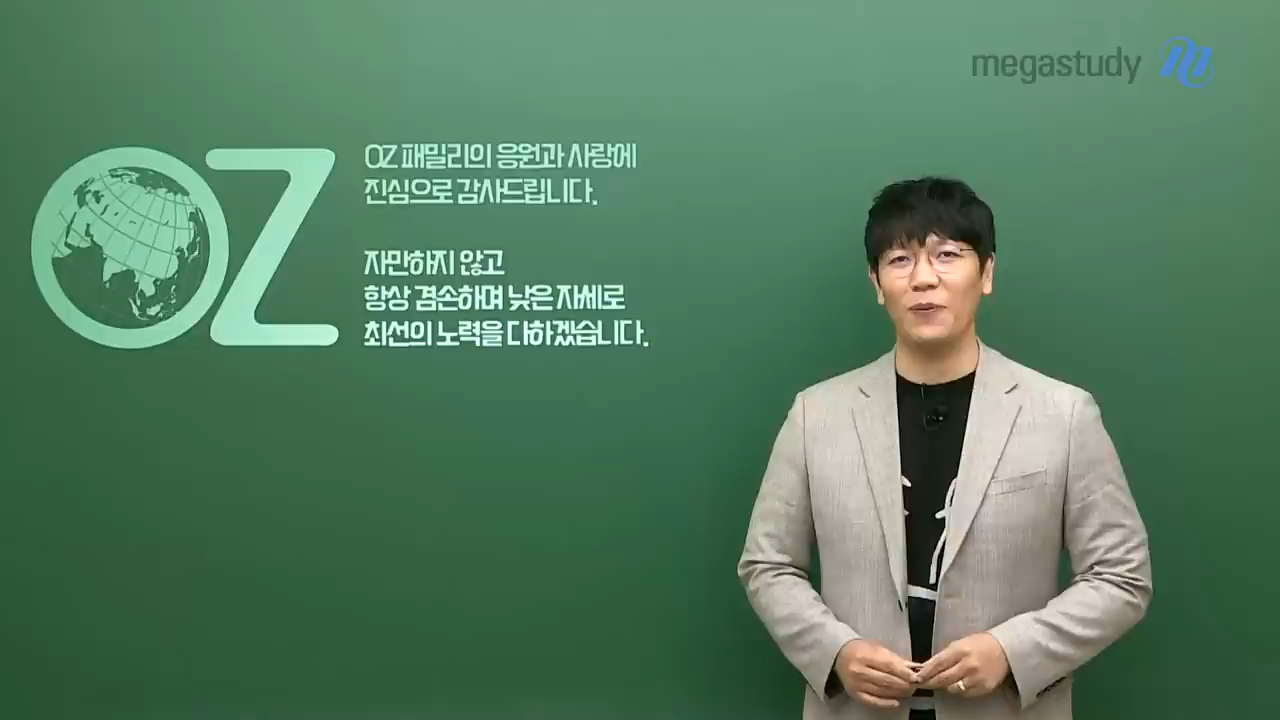 megastudy
OZ
OZ 패밀리의 응원과 사랑에
진심으로 감사드립니다.
자만하지 않고
항상 겸손하며 낮은 자세로
최선의 노력을 다하겠습니다.